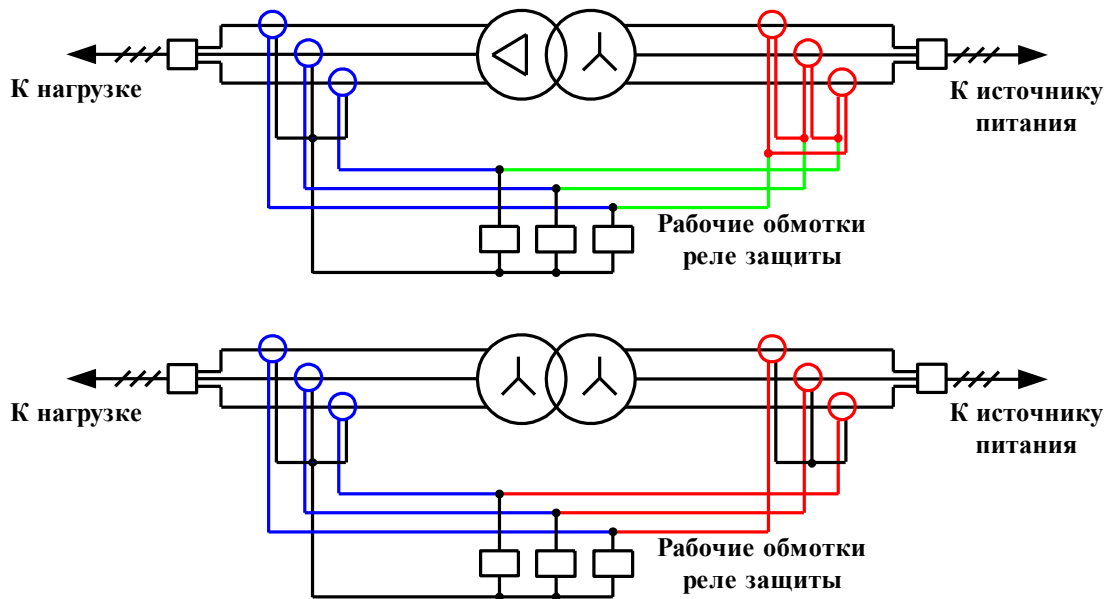 К нагрузке
К источнику
питания
Рабочие обмотки
реле защиты
К нагрузке
К источнику
питания
Рабочие обмотки
реле защиты